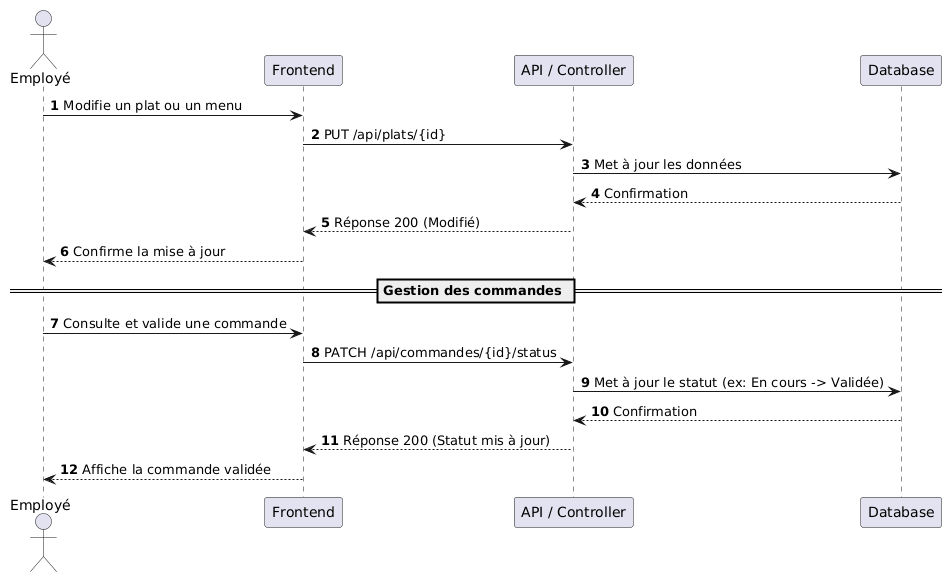 Employé
Frontend
API / Controller
Database
1 Modifie un plat ou un menu
2 PUT /api/plats/{id}
3 Met à jour les données
4 Confirmation
5 Réponse 200 (Modifié)
6 Confirme la mise à jour
Gestion des commandes
7 Consulte et valide une commande
8 PATCH /api/commandes/{id}/status
9 Met à jour le statut (ex: En cours -> Validée)
10 Confirmation
11 Réponse 200 (Statut mis à jour)
12 Affiche la commande validée
Employé
Frontend
API / Controller
Database